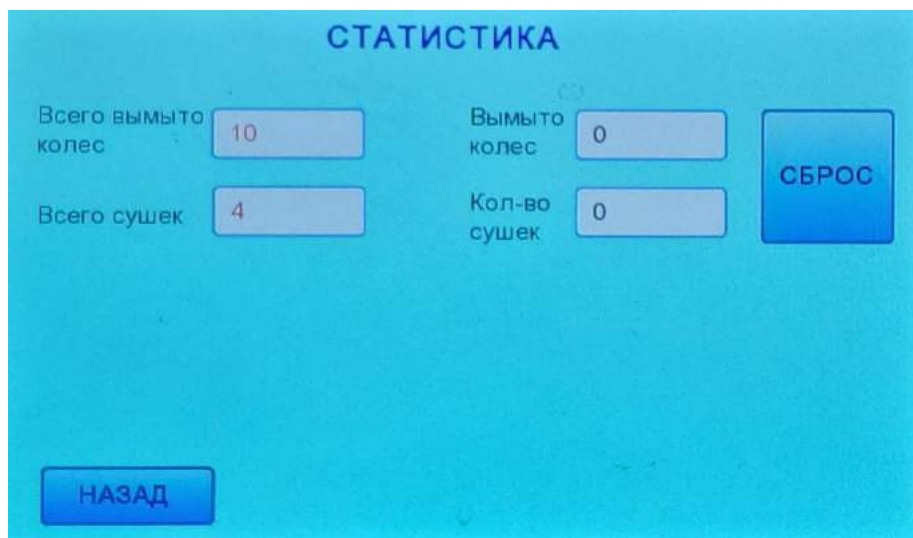 СТАТИСТИКА
Всего вымыто
колес
10
Вымыто
колес
0
СБРОС
Всего сушек
4
Кол-во
сушек
0
НАЗАД